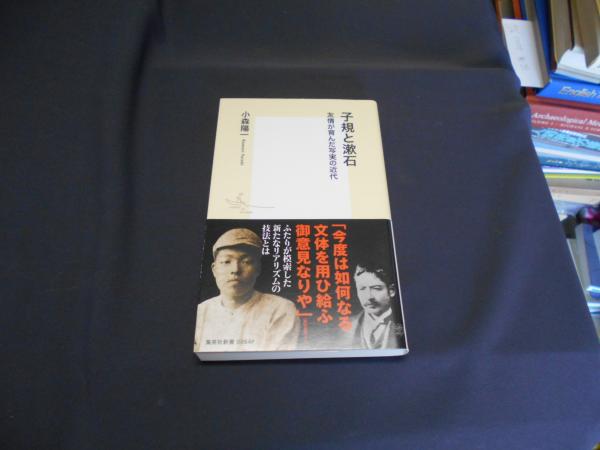 子規と漱石
友情が育んだ写実の近代
小森陽一
Komori Yoichi
「今度は如何なる
文体を用ひ給ふ
御意見なりや」
ふたりが模索した
新たなリアリズムの
技法とは
集英社新書
English
Archaeological